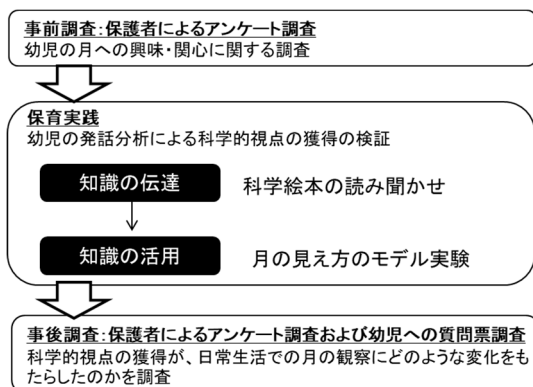 事前調査:保護者によるアンケート調査
幼児の月への興味・関心に関する調査
保育実践
幼児の発話分析による科学的視点の獲得の検証
知識の伝達 科学絵本の読み聞かせ
知識の活用 月の見え方のモデル実験
事後調査:保護者によるアンケート調査および幼児への質問票調査
科学的視点の獲得が、日常生活での月の観察にどのような変化をも
たらしたのかを調査